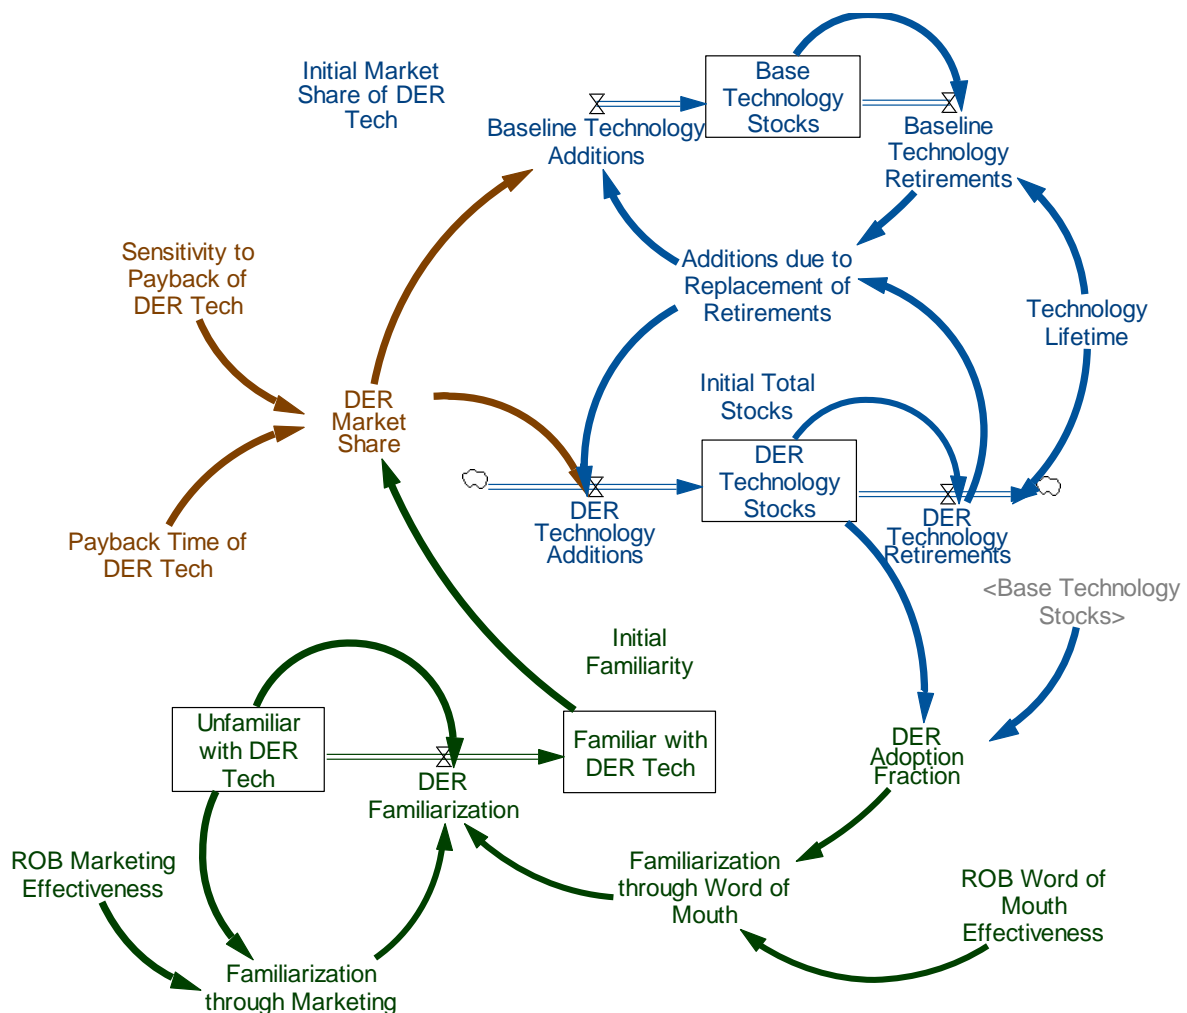 Initial Market
Share of DER
Tech
Base
Technology
Stocks
Baseline Technology
Additions
Baseline
Technology
Retirements
Sensitivity to
Payback of
DER Tech
Additions due to
Replacement of
Retirements
Technology
Lifetime
DER
Market
Share
Initial Total
Stocks
DER
Technology
Stocks
DER
Technology
Additions
DER
Technology
Retirements
Payback Time of
DER Tech
<Base Technology
Stocks>
Initial
Familiarity
Unfamiliar
with DER
Tech
Familiar with
DER Tech
DER
Familiarization
DER
Adoption
Fraction
ROB Marketing
Effectiveness
Familiarization
through Word of
Mouth
ROB Word of
Mouth
Effectiveness
Familiarization
through Marketing